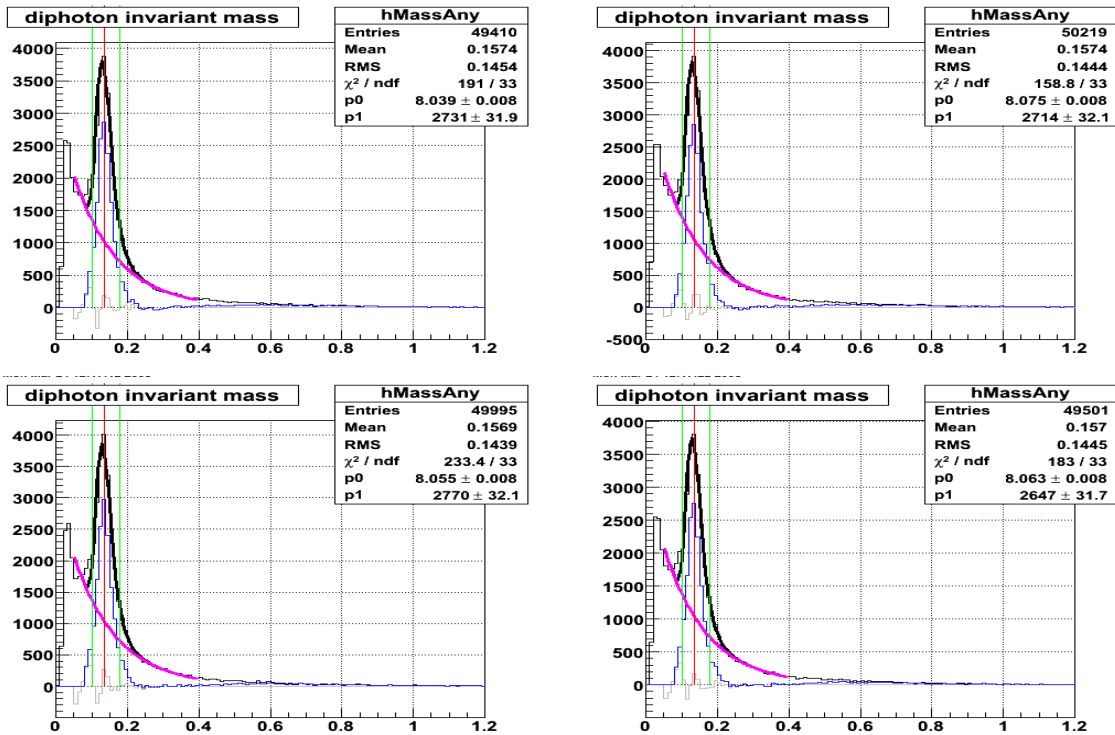 diphoton invariant mass
hMassAny
Entries 49410
Mean 0.1574
RMS 0.1454
χ² / ndf 191 / 33
p0 8.039 ± 0.008
p1 2731 ± 31.9
4000
3500
3000
2500
2000
1500
1000
500
0
0 0.2 0.4 0.6 0.8 1 1.2
diphoton invariant mass
hMassAny
Entries 50219
Mean 0.1574
RMS 0.1444
χ² / ndf 158.8 / 33
p0 8.075 ± 0.008
p1 2714 ± 32.1
4000
3500
3000
2500
2000
1500
1000
500
0
-500
0 0.2 0.4 0.6 0.8 1 1.2
diphoton invariant mass
hMassAny
Entries 49995
Mean 0.1569
RMS 0.1439
χ² / ndf 233.4 / 33
p0 8.055 ± 0.008
p1 2770 ± 32.1
4000
3500
3000
2500
2000
1500
1000
500
0
0 0.2 0.4 0.6 0.8 1 1.2
diphoton invariant mass
hMassAny
Entries 49501
Mean 0.157
RMS 0.1445
χ² / ndf 183 / 33
p0 8.063 ± 0.008
p1 2647 ± 31.7
4000
3500
3000
2500
2000
1500
1000
500
0
0 0.2 0.4 0.6 0.8 1 1.2